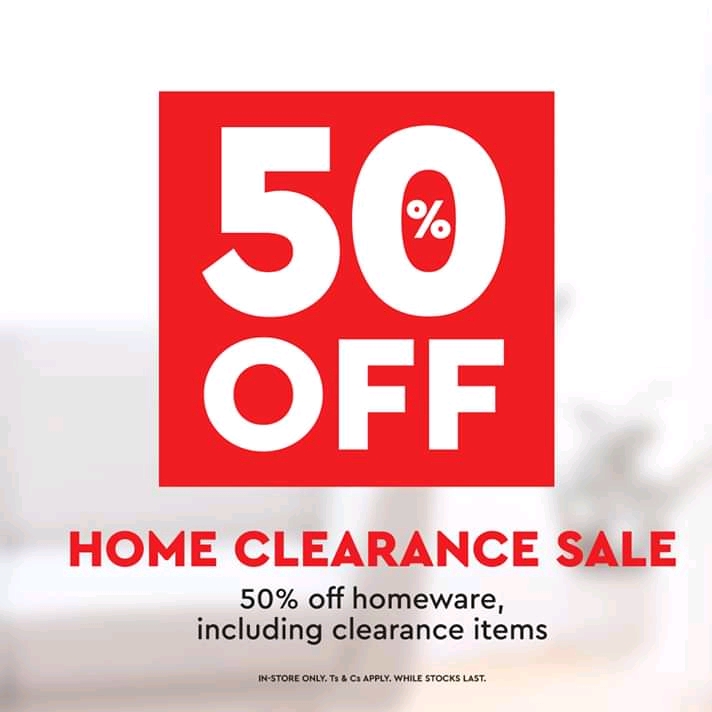 50%
OFF
HOME CLEARANCE SALE
50% off homeware,
including clearance items
IN-STORE ONLY. Ts & Cs APPLY. WHILE STOCKS LAST.